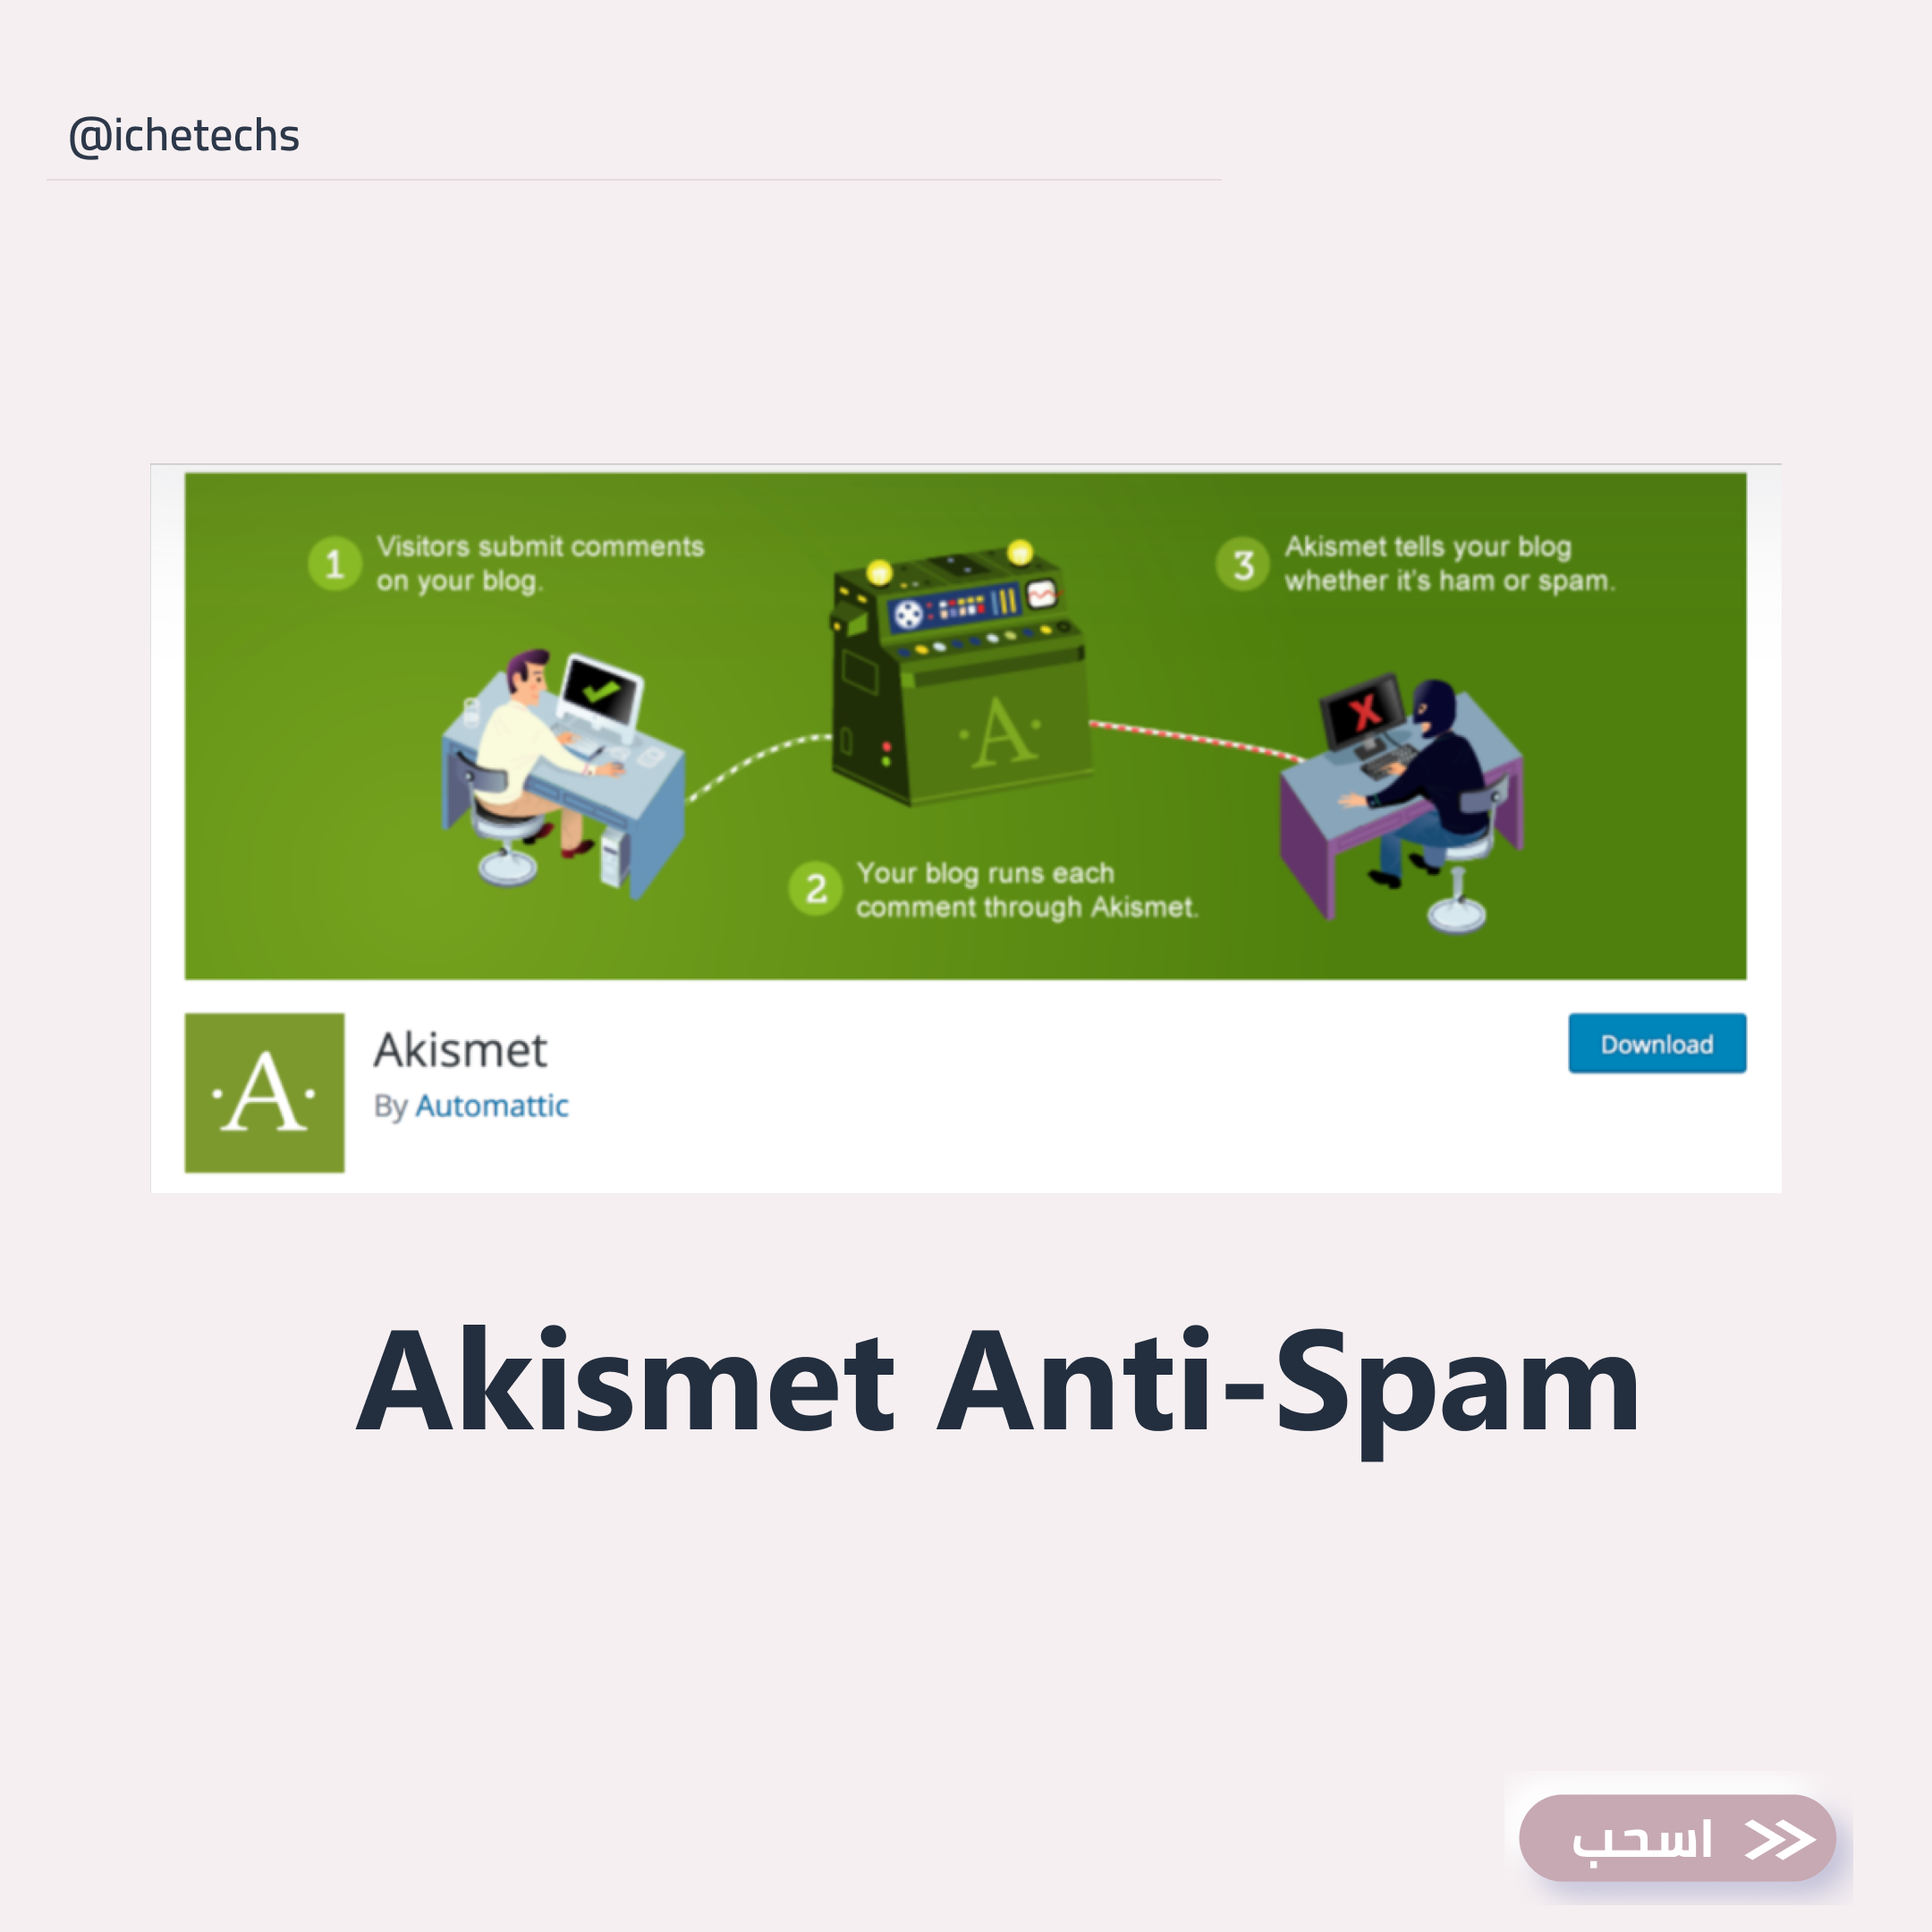 @ichetechs
1 Visitors submit comments
on your blog.
3 Akismet tells your blog
whether it's ham or spam.
·A·
2 Your blog runs each
comment through Akismet.
·A·
Akismet
By Automattic
Download
Akismet Anti-Spam
اسحب